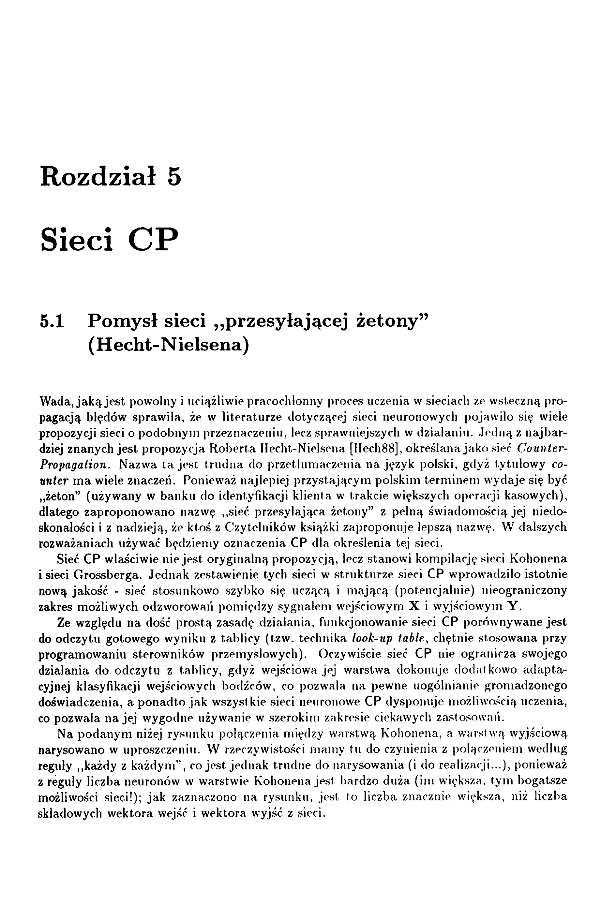 Rozdział 5
Sieci CP
5.1 Pomysł sieci ,,przesyłającej żetony”
(Hecht-Nielsena)
Wada, jaką jest powolny i uciążliwie pracochłonny proces uczenia w sieciach ze wsteczną pro-
pagacją błędów sprawiła, że w literaturze dotyczącej sieci neuronowych pojawiło się wiele
propozycji sieci o podobnym przeznaczeniu, lecz sprawniejszych w działaniu. Jedną z najbar-
dziej znanych jest propozycja Roberta Hecht-Nielsena [Hech88], określana jako sieć Counter-
Propagation. Nazwa ta jest trudna do przetłumaczenia na język polski, gdyż tytułowy co-
unter ma wiele znaczeń. Ponieważ najlepiej przystającym polskim terminem wydaje się być
„żeton” (używany w banku do identyfikacji klienta w trakcie większych operacji kasowych),
dlatego zaproponowano nazwę ,,sieć przesyłająca żetony” z pełną świadomością jej niedo-
skonałości i z nadzieją, że ktoś z Czytelników książki zaproponuje lepszą nazwę. W dalszych
rozważaniach używać będziemy oznaczenia CP dla określenia tej sieci.
Sieć CP właściwie nie jest oryginalną propozycją, lecz stanowi kompilację sieci Kohonena
i sieci Grossberga. Jednak zestawienie tych sieci w strukturze sieci CP wprowadziło istotnie
nową jakość - sieć stosunkowo szybko się uczącą i mającą (potencjalnie) nieograniczony
zakres możliwych odzworowań pomiędzy sygnałem wejściowym X i wyjściowym Y.
Ze względu na dość prostą zasadę działania, funkcjonowanie sieci CP porównywane jest
do odczytu gotowego wyniku z tablicy (tzw. technika look-up table, chętnie stosowana przy
programowaniu sterowników przemysłowych). Oczywiście sieć CP nie ogranicza swojego
działania do odczytu z tablicy, gdyż wejściowa jej warstwa dokonuje dodatkowo adapta-
cyjnej klasyfikacji wejściowych bodźców, co pozwala na pewne uogólnianie gromadzonego
doświadczenia, a ponadto jak wszystkie sieci neuronowe CP dysponuje możliwością uczenia,
co pozwala na jej wygodne używanie w szerokim zakresie ciekawych zastosowań.
Na podanym niżej rysunku połączenia między warstwą Kohonena, a warstwą wyjściową
narysowano w uproszczeniu. W rzeczywistości mamy tu do czynienia z połączeniem według
reguły „każdy z każdym”, co jest jednak trudne do narysowania (i do realizacji...), ponieważ
z reguły liczba neuronów w warstwie Kohonena jest bardzo duża (im większa, tym bogatsze
możliwości sieci!); jak zaznaczono na rysunku, jest to liczba znacznie większa, niż liczba
składowych wektora wejść i wektora wyjść z sieci.